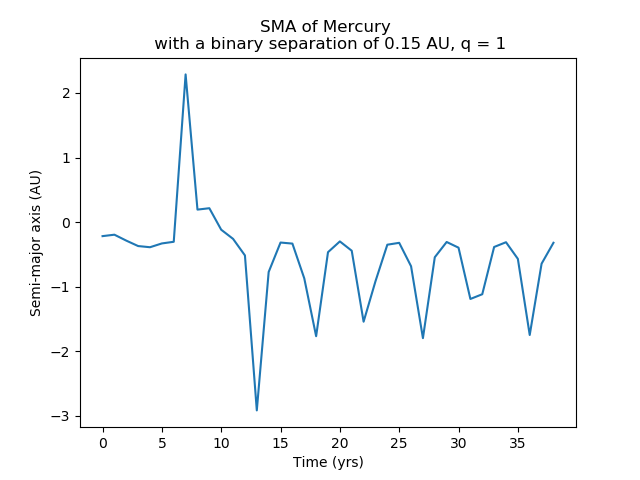 SMA of Mercury
with a binary separation of 0.15 AU, q = 1
2
1
0
−1
−2
−3
Semi-major axis (AU)
0 5 10 15 20 25 30 35
Time (yrs)